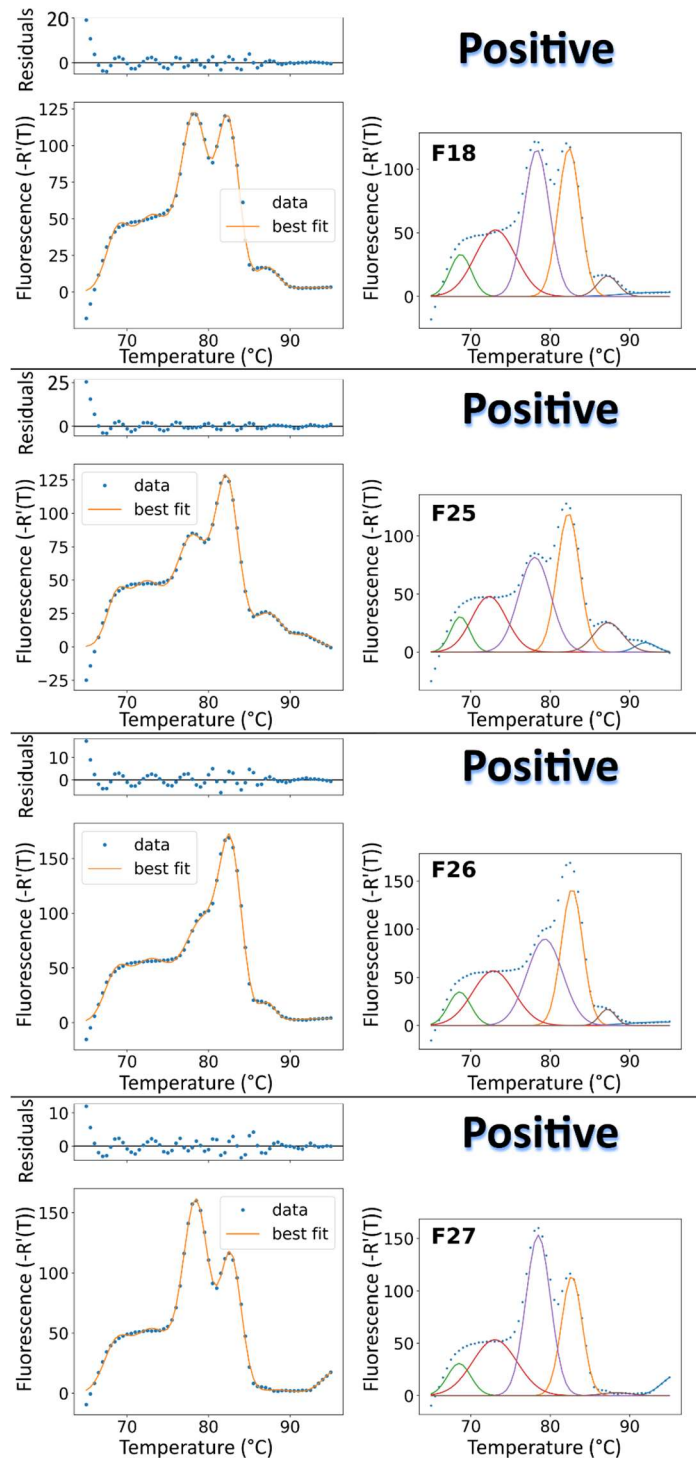 Positive
Residuals
20
0
Fluorescence (-R'(T))
125
100
75
50
25
0
data
best fit
70 80 90
Temperature (°C)
F18
Fluorescence (-R'(T))
100
50
0
70 80 90
Temperature (°C)
Positive
Residuals
25
0
Fluorescence (-R'(T))
125
100
75
50
25
0
−25
data
best fit
70 80 90
Temperature (°C)
F25
Fluorescence (-R'(T))
100
50
0
70 80 90
Temperature (°C)
Positive
Residuals
10
0
Fluorescence (-R'(T))
150
100
50
0
data
best fit
70 80 90
Temperature (°C)
F26
Fluorescence (-R'(T))
150
100
50
0
70 80 90
Temperature (°C)
Positive
Residuals
10
0
Fluorescence (-R'(T))
150
100
50
0
data
best fit
70 80 90
Temperature (°C)
F27
Fluorescence (-R'(T))
150
100
50
0
70 80 90
Temperature (°C)